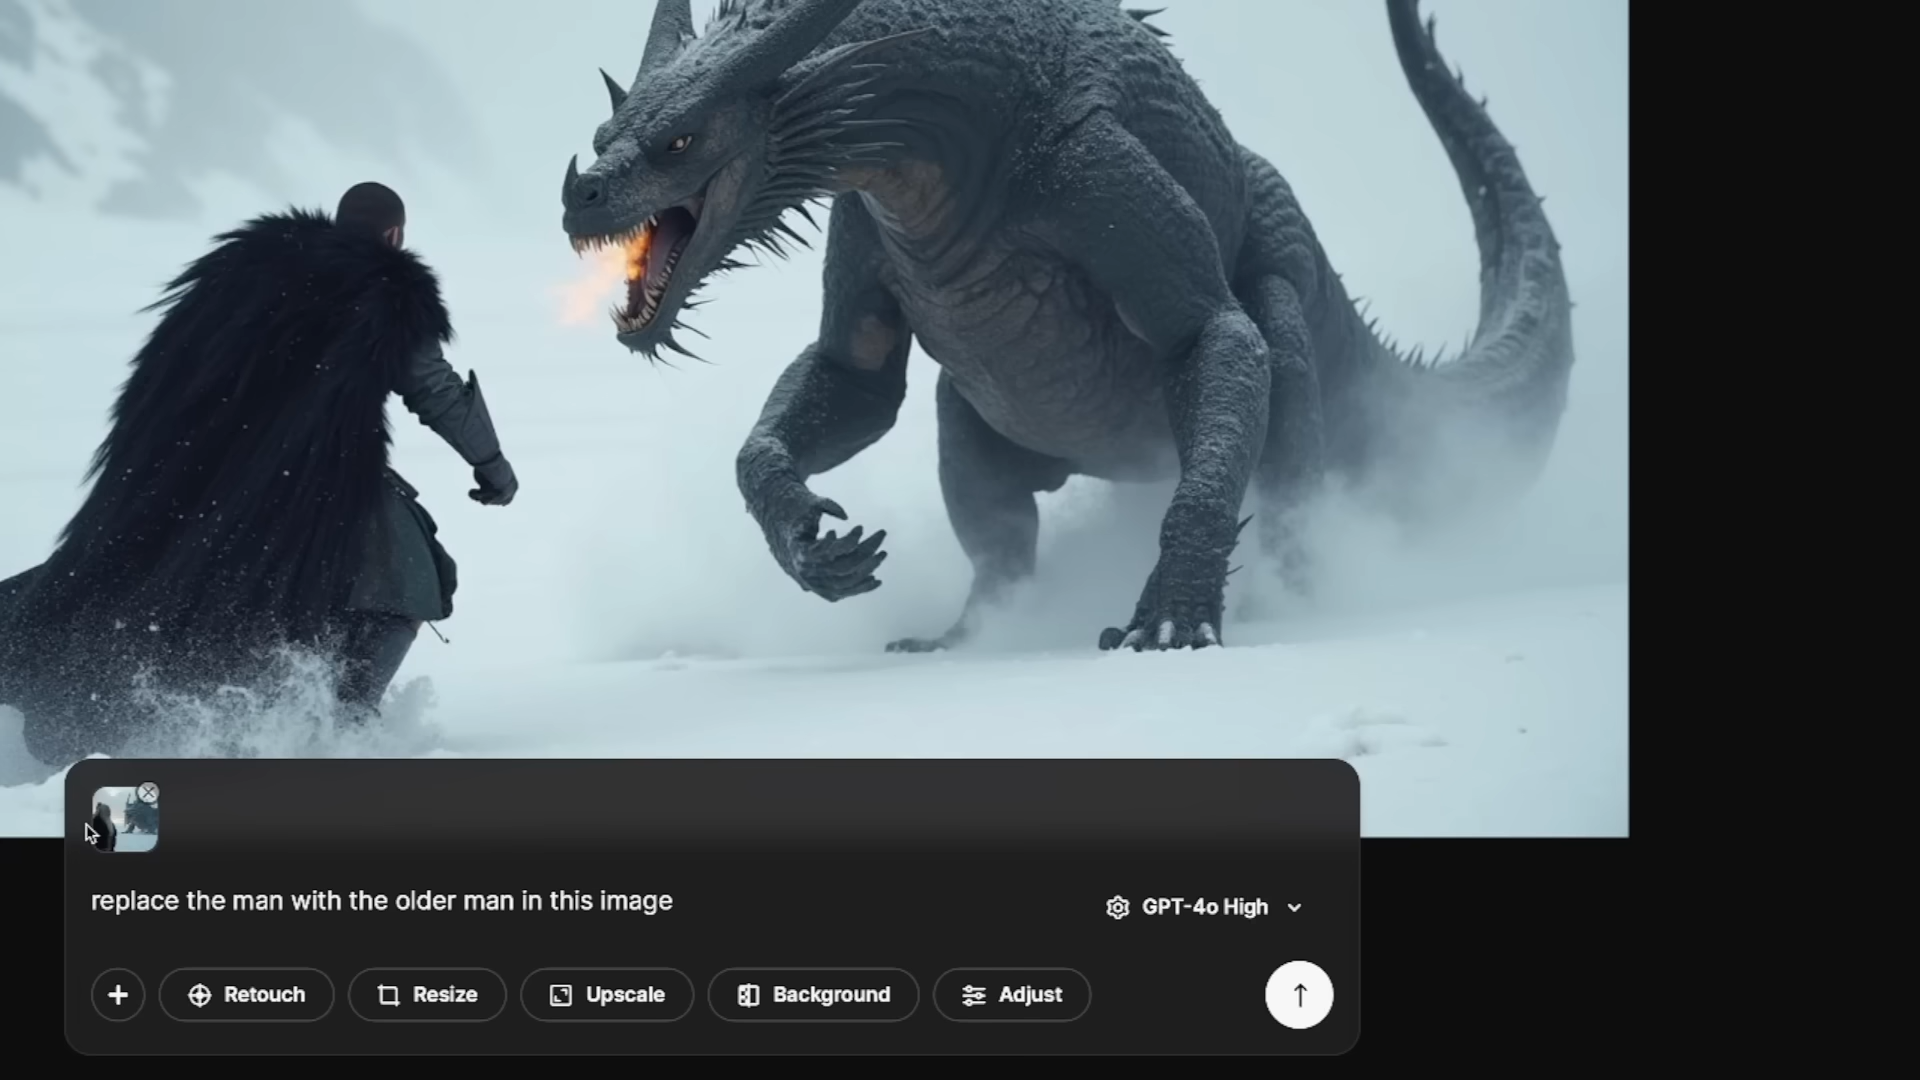 replace the man with the older man in this image
GPT-4o High
Retouch
Resize
Upscale
Background
Adjust